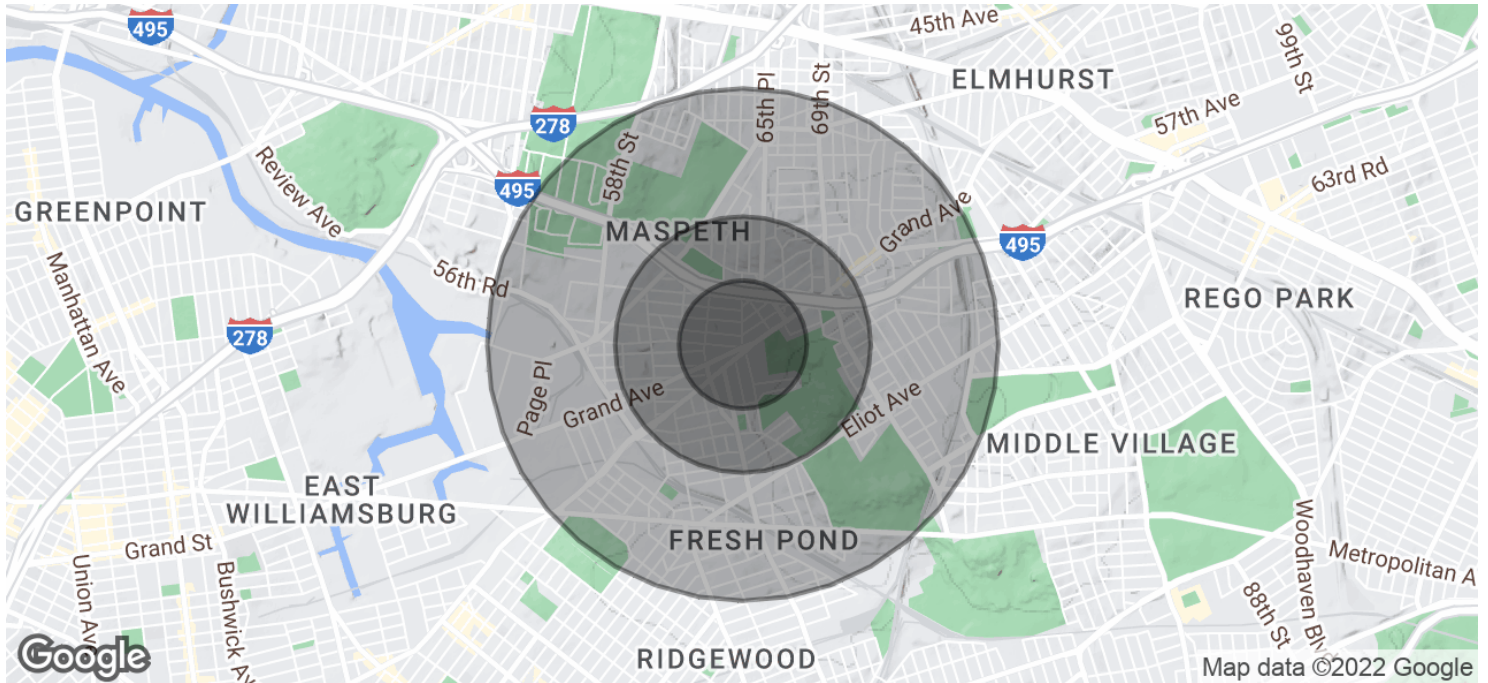 495
45th Ave
99th St
ELMHURST
65th Pl
69th St
278
57th Ave
58th St
Review Ave
495
63rd Rd
GREENPOINT
Grand Ave
MASPETH
495
Manhattan Ave
56th Rd
REGO PARK
278
Page Pl
Grand Ave
Eliot Ave
MIDDLE VILLAGE
EAST
WILLIAMSBURG
Woodhaven Blvd
FRESH POND
Grand St
Metropolitan A
Union Ave
Bushwick Av
88th St
RIDGEWOOD
Google
Map data ©2022 Google